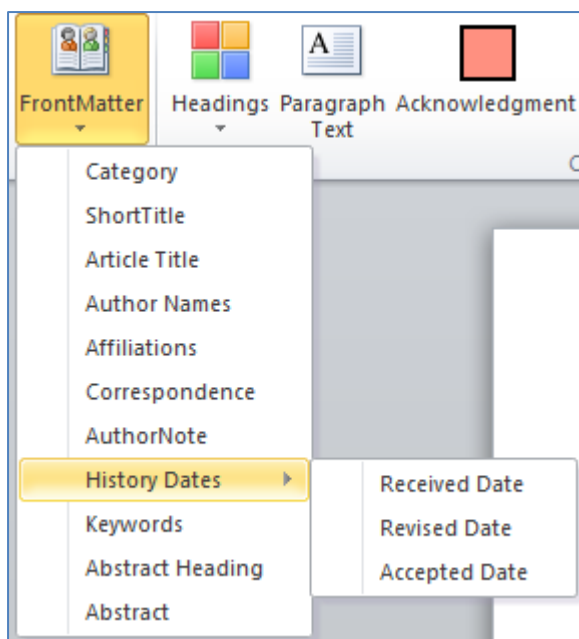 FrontMatter
Headings
Paragraph
Text
Acknowledgment
A
Category
ShortTitle
Article Title
Author Names
Affiliations
Correspondence
AuthorNote
History Dates
Keywords
Abstract Heading
Abstract
Received Date
Revised Date
Accepted Date